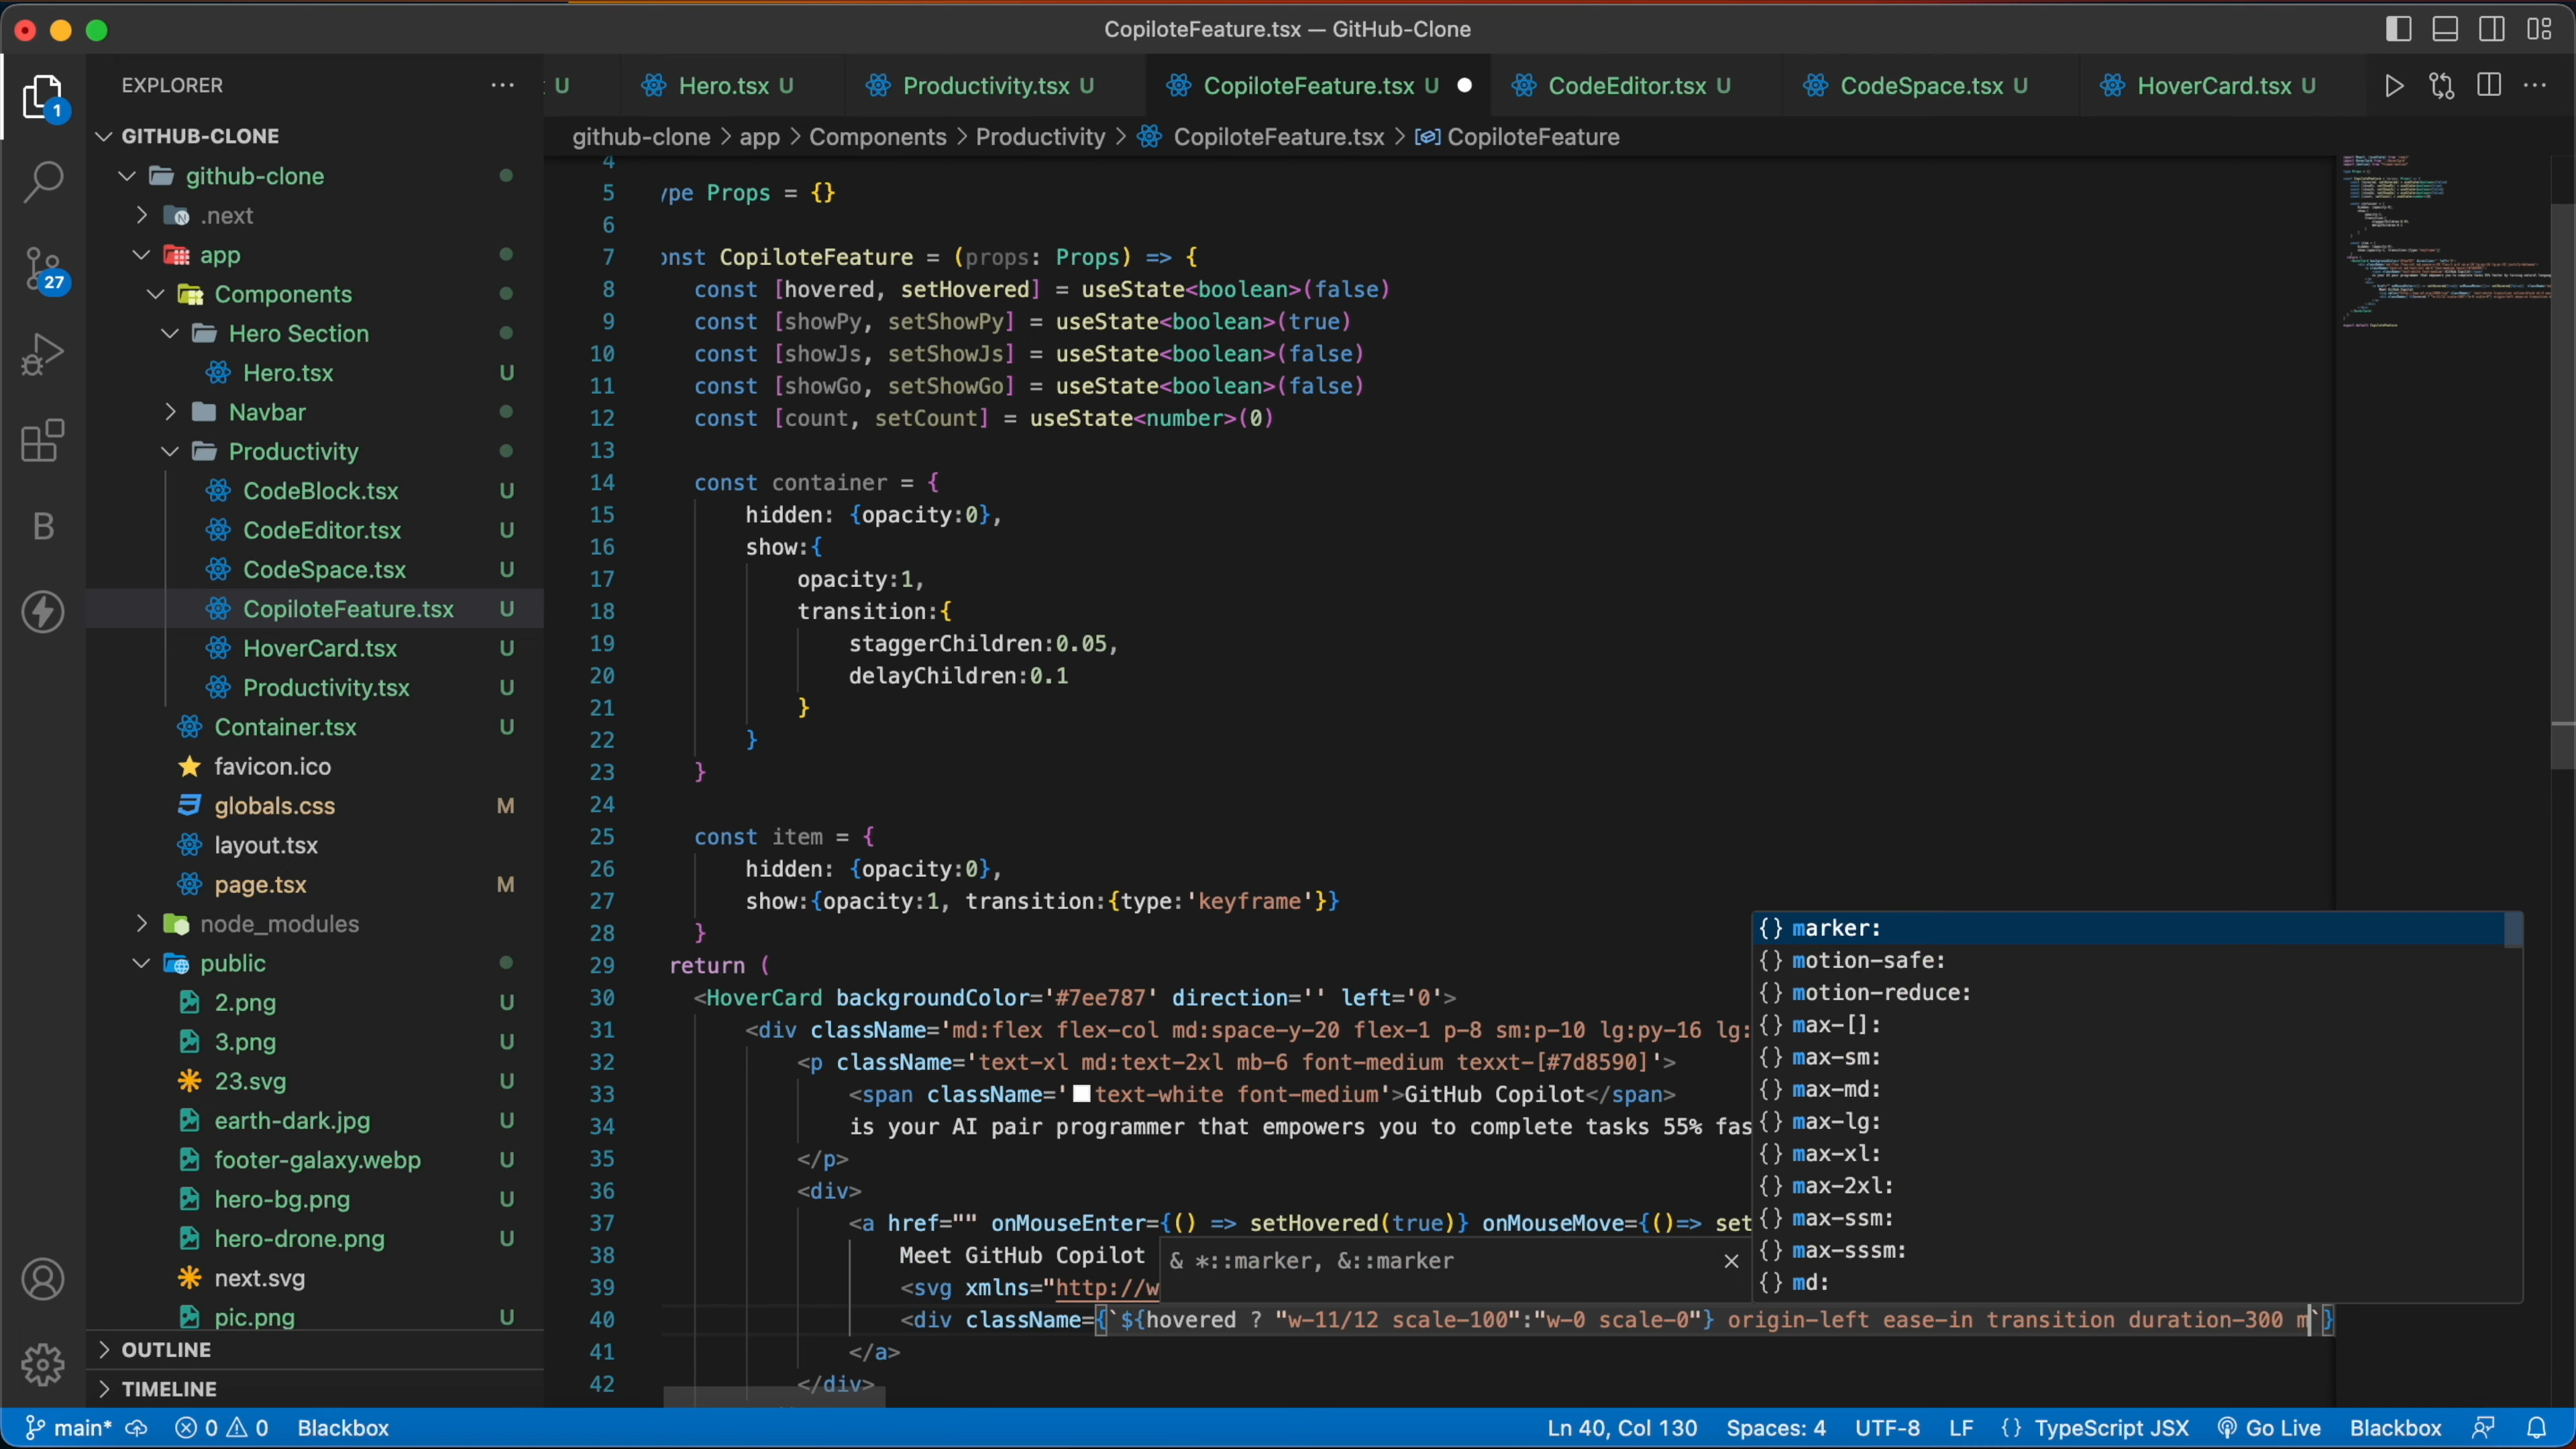 CopiloteFeature.tsx — GitHub-Clone
EXPLORER
U
Hero.tsx U
Productivity.tsx U
CopiloteFeature.tsx U
CodeEditor.tsx U
CodeSpace.tsx U
HoverCard.tsx U
github-clone > app > Components > Productivity > CopiloteFeature.tsx > CopiloteFeature
1
27
B
GITHUB-CLONE
github-clone
.next
app
Components
Hero Section
Hero.tsx U
Navbar
Productivity
CodeBlock.tsx U
CodeEditor.tsx U
CodeSpace.tsx U
CopiloteFeature.tsx U
HoverCard.tsx U
Productivity.tsx U
Container.tsx U
favicon.ico
globals.css M
layout.tsx
page.tsx M
node_modules
public
2.png U
3.png U
23.svg U
earth-dark.jpg U
footer-galaxy.webp U
hero-bg.png U
hero-drone.png U
next.svg
pic.png U
OUTLINE
TIMELINE
4
5 ype Props = {}
6
7 onst CopiloteFeature = (props: Props) => {
8 const [hovered, setHovered] = useState<boolean>(false)
9 const [showPy, setShowPy] = useState<boolean>(true)
10 const [showJs, setShowJs] = useState<boolean>(false)
11 const [showGo, setShowGo] = useState<boolean>(false)
12 const [count, setCount] = useState<number>(0)
13
14 const container = {
15 hidden: {opacity:0},
16 show:{
17 opacity:1,
18 transition:{
19 staggerChildren:0.05,
20 delayChildren:0.1
21 }
22 }
23 }
24
25 const item = {
26 hidden: {opacity:0},
27 show:{opacity:1, transition:{type:'keyframe'}}
28 }
29 return (
30 <HoverCard backgroundColor='#7ee787' direction='' left='0'>
31 <div className='md:flex flex-col md:space-y-20 flex-1 p-8 sm:p-10 lg:py-16 lg:
32 <p className='text-xl md:text-2xl mb-6 font-medium texxt-[#7d8590]'>
33 <span className='text-white font-medium'>GitHub Copilot</span>
34 is your AI pair programmer that empowers you to complete tasks 55% fas
35 </p>
36 <div>
37 <a href="" onMouseEnter={() => setHovered(true)} onMouseMove={()=> set
38 Meet GitHub Copilot
39 <svg xmlns="http://w
40 <div className={`${hovered ? "w-11/12 scale-100":"w-0 scale-0"} origin-left ease-in transition duration-300 m`}
41 </a>
42 </div>
{} marker:
{} motion-safe:
{} motion-reduce:
{} max-[]:
{} max-sm:
{} max-md:
{} max-lg:
{} max-xl:
{} max-2xl:
{} max-ssm:
{} max-sssm:
{} md:
& *::marker, &::marker
main* 0 0 Blackbox
Ln 40, Col 130 Spaces: 4 UTF-8 LF {} TypeScript JSX Go Live Blackbox